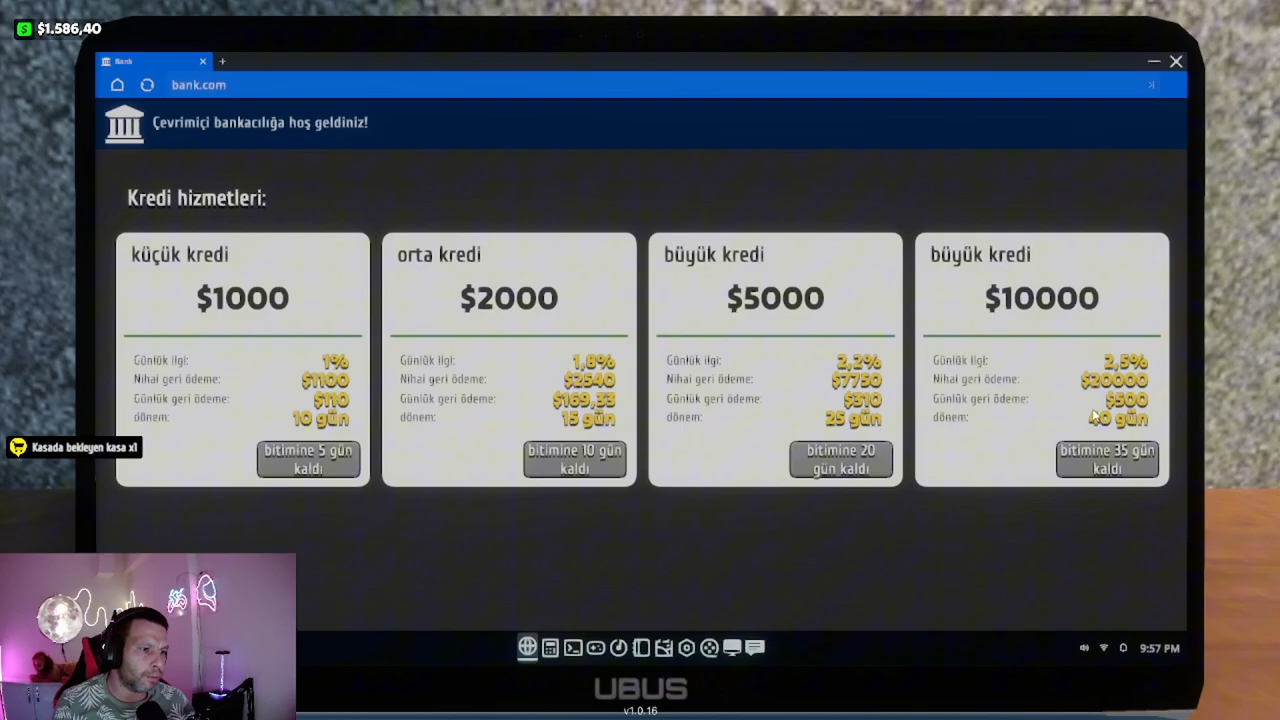 $1.586,40
Bank
bank.com
Çevrimiçi bankacılığa hoş geldiniz!
Kredi hizmetleri:
küçük kredi
$1000
Günlük ilgi: 1%
Nihai geri ödeme: $1100
Günlük geri ödeme: $110
dönem: 10 gün
bitimine 5 gün
kaldı
orta kredi
$2000
Günlük ilgi: 1,8%
Nihai geri ödeme: $2540
Günlük geri ödeme: $169,33
dönem: 15 gün
bitimine 10 gün
kaldı
büyük kredi
$5000
Günlük ilgi: 2,2%
Nihai geri ödeme: $7750
Günlük geri ödeme: $310
dönem: 25 gün
bitimine 20
gün kaldı
büyük kredi
$10000
Günlük ilgi: 2,5%
Nihai geri ödeme: $20000
Günlük geri ödeme: $500
dönem: 40 gün
bitimine 35 gün
kaldı
Kasada bekleyen kasa x1
9:57 PM
UBUS
v1.0.16